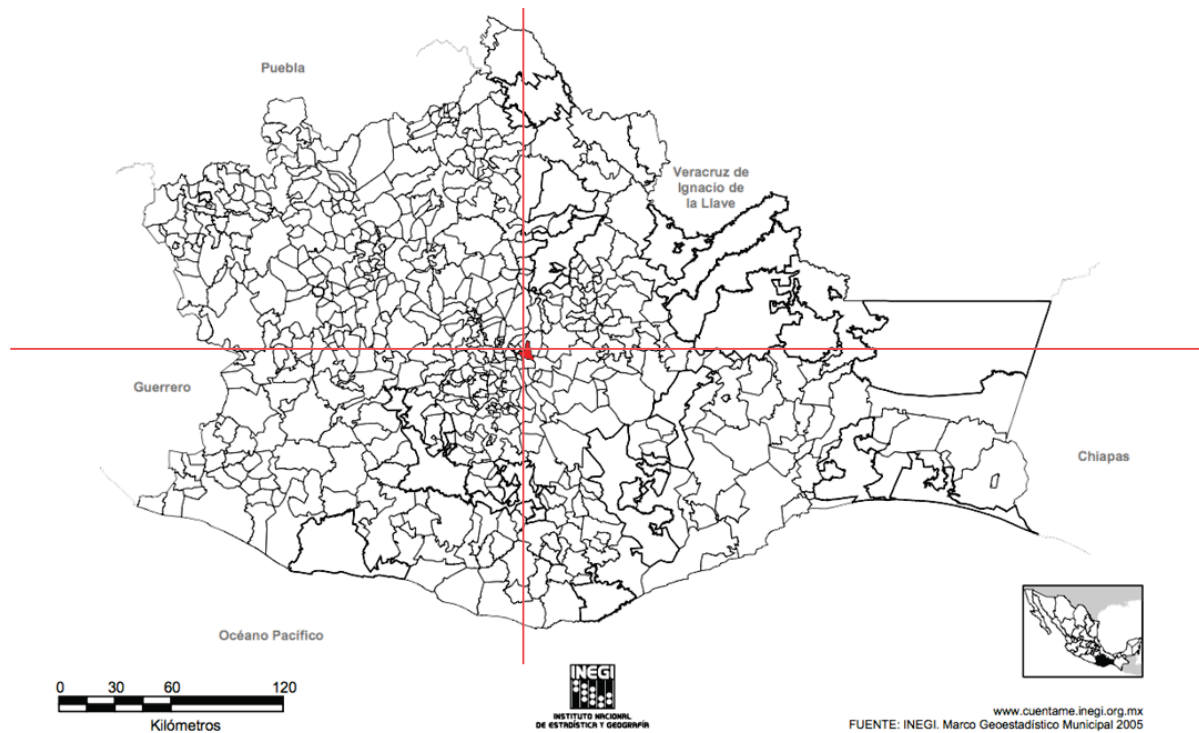 Puebla
Veracruz de
Ignacio de
la Llave
Guerrero
Chiapas
Océano Pacífico
0 30 60 120
Kilómetros
INEGI
INSTITUTO NACIONAL
DE ESTADÍSTICA Y GEOGRAFÍA
www.cuentame.inegi.org.mx
FUENTE: INEGI. Marco Geoestadístico Municipal 2005